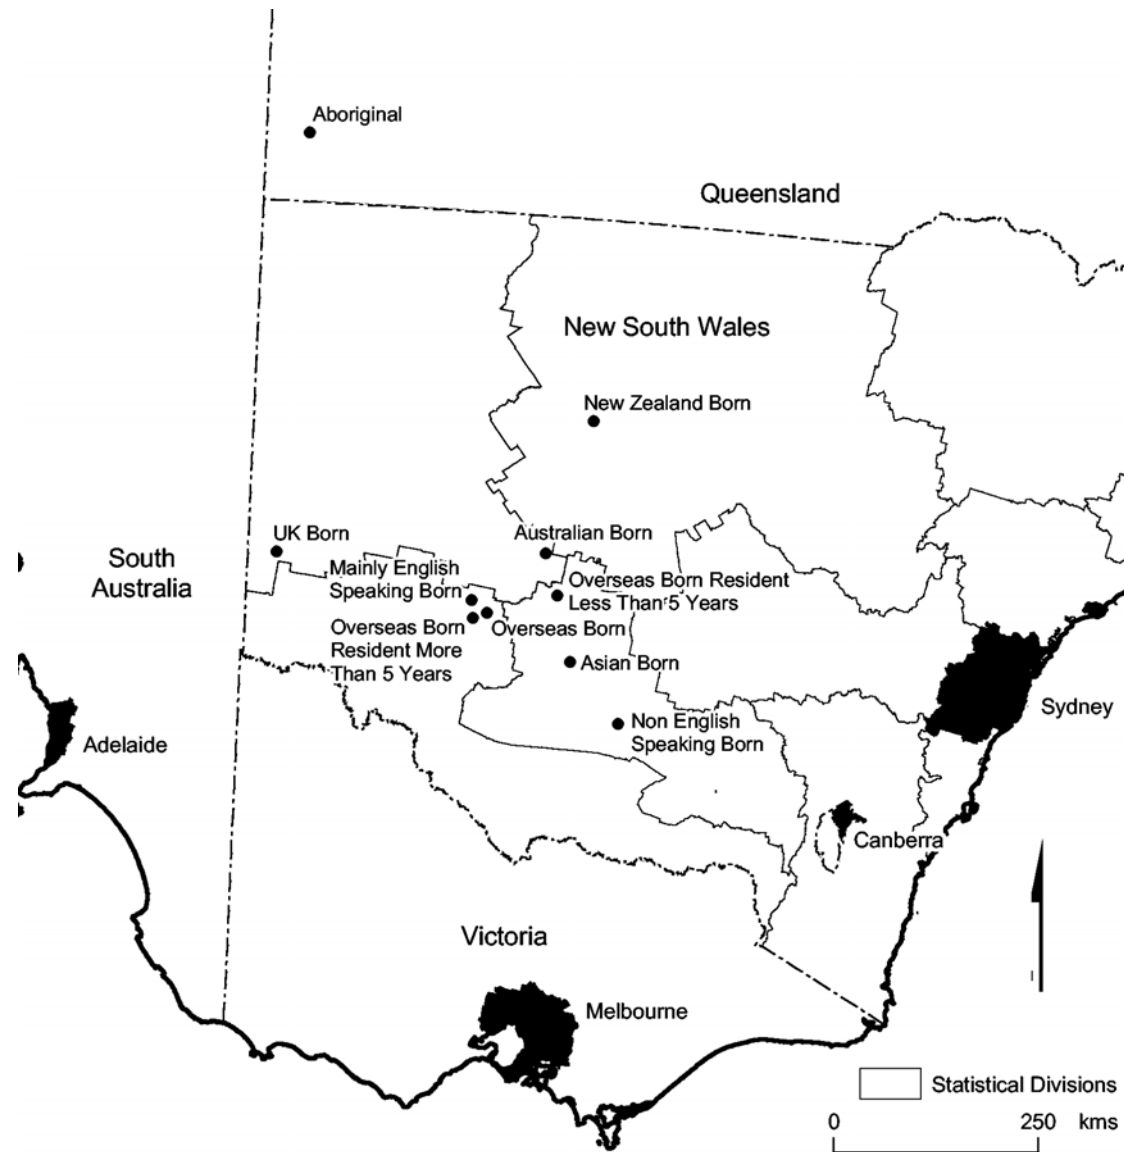 Aboriginal
Queensland
New South Wales
New Zealand Born
UK Born
Australian Born
South
Australia
Mainly English
Speaking Born
Overseas Born Resident
Less Than 5 Years
Overseas Born
Overseas Born
Resident More
Than 5 Years
Asian Born
Non English
Speaking Born
Sydney
Adelaide
Canberra
Victoria
Melbourne
Statistical Divisions
0 250 kms